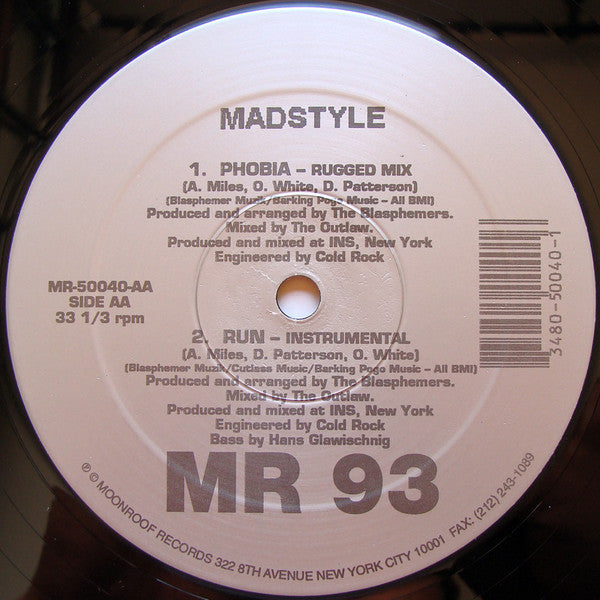 MADSTYLE
1. PHOBIA – RUGGED MIX
(A. Miles, O. White, D. Patterson)
(Blasphemer Muzik/Barking Pogo Music – All BMI)
Produced and arranged by The Blasphemers.
Mixed by The Outlaw.
Produced and mixed at INS, New York
Engineered by Cold Rock
MR-50040-AA
SIDE AA
33 1/3 rpm
3480-50040-1
2. RUN – INSTRUMENTAL
(A. Miles, D. Patterson, O. White)
(Blasphemer Muzik/Cutlass Music/Barking Pogo Music – All BMI)
Produced and arranged by The Blasphemers.
Mixed by The Outlaw.
Produced and mixed at INS, New York
Engineered by Cold Rock
Bass by Hans Glawischnig
MR 93
℗ © MOONROOF RECORDS 322 8TH AVENUE NEW YORK CITY 10001 FAX: (212) 243-1089